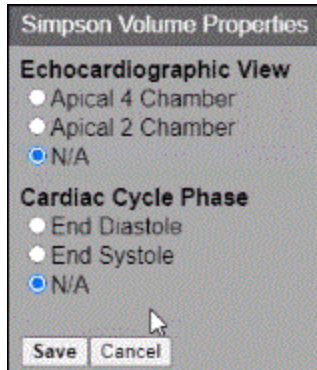 Simpson Volume Properties
Echocardiographic View
Apical 4 Chamber
Apical 2 Chamber
N/A
Cardiac Cycle Phase
End Diastole
End Systole
N/A
Save Cancel